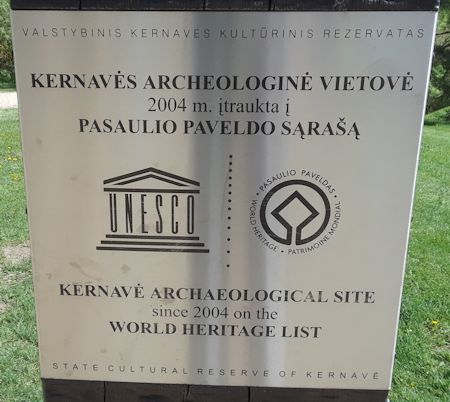 VALSTYBINIS KERNAVĖS KULTŪRINIS REZERVATAS
KERNAVĖS ARCHEOLOGINĖ VIETOVĖ
2004 m. įtraukta į
PASAULIO PAVELDO SĄRAŠĄ
UNESCO
PASAULIO PAVELDAS • WORLD HERITAGE • PATRIMOINE MONDIAL •
KERNAVĖ ARCHAEOLOGICAL SITE
since 2004 on the
WORLD HERITAGE LIST
STATE CULTURAL RESERVE OF KERNAVĖ